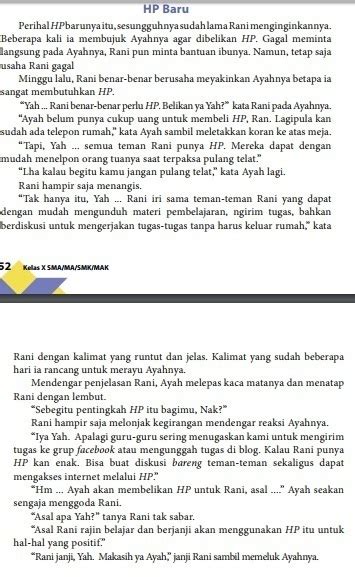 HP Baru
Perihal HP barunya itu, sesungguhnya sudah lama Rani menginginkannya.
Beberapa kali ia membujuk Ayahnya agar dibelikan HP. Gagal meminta
langsung pada Ayahnya, Rani pun minta bantuan ibunya. Namun, tetap saja
usaha Rani gagal
Minggu lalu, Rani benar-benar berusaha meyakinkan Ayahnya betapa ia
sangat membutuhkan HP.
“Yah ... Rani benar-benar perlu HP. Belikan ya Yah?” kata Rani pada Ayahnya.
“Ayah belum punya cukup uang untuk membeli HP, Ran. Lagipula kan
sudah ada telepon rumah,” kata Ayah sambil meletakkan koran ke atas meja.
“Tapi, Yah ... semua teman Rani punya HP. Mereka dapat dengan
mudah menelpon orang tuanya saat terpaksa pulang telat.”
“Lha kalau begitu kamu jangan pulang telat,” kata Ayah lagi.
Rani hampir saja menangis.
“Tak hanya itu, Yah ... Rani iri sama teman-teman Rani yang dapat
dengan mudah mengunduh materi pembelajaran, ngirim tugas, bahkan
berdiskusi untuk mengerjakan tugas-tugas tanpa harus keluar rumah,” kata
52 Kelas X SMA/MA/SMK/MAK
Rani dengan kalimat yang runtut dan jelas. Kalimat yang sudah beberapa
hari ia rancang untuk merayu Ayahnya.
Mendengar penjelasan Rani, Ayah melepas kaca matanya dan menatap
Rani dengan lembut.
“Sebegitu pentingkah HP itu bagimu, Nak?”
Rani hampir saja melonjak kegirangan mendengar reaksi Ayahnya.
“Iya Yah. Apalagi guru-guru sering menugaskan kami untuk mengirim
tugas ke grup facebook atau mengunggah tugas di blog. Kalau Rani punya
HP kan enak. Bisa buat diskusi bareng teman-teman sekaligus dapat
mengakses internet melalui HP.”
“Hm ... Ayah akan membelikan HP untuk Rani, asal ....” Ayah seakan
sengaja menggoda Rani.
“Asal apa Yah?” tanya Rani tak sabar.
“Asal Rani rajin belajar dan berjanji akan menggunakan HP itu untuk
hal-hal yang positif.”
“Rani janji, Yah. Makasih ya Ayah,” janji Rani sambil memeluk Ayahnya.